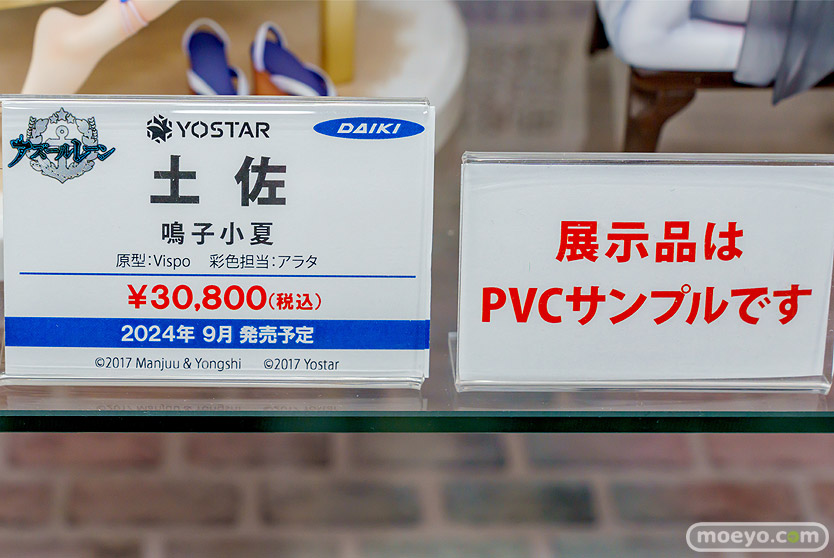 アズールレーン
YOSTAR
DAIKI
土佐
鳴子小夏
原型:Vispo 彩色担当:アラタ
¥30,800(税込)
2024年 9月 発売予定
©2017 Manjuu & Yongshi ©2017 Yostar
展示品は
PVCサンプルです
moeyo.com